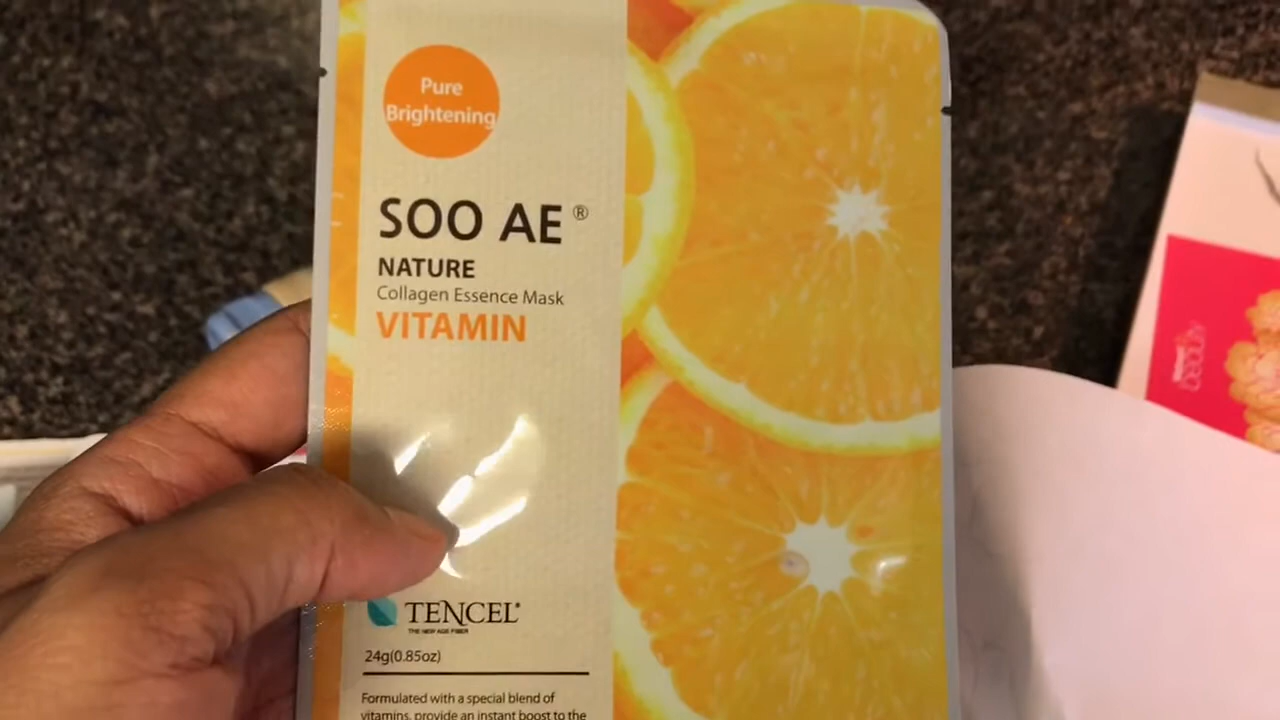 Pure
Brightening
SOO AE®
NATURE
Collagen Essence Mask
VITAMIN
TENCEL®
THE NEW AGE FIBER
24g(0.85oz)
Formulated with a special blend of
vitamins, provide an instant boost to the